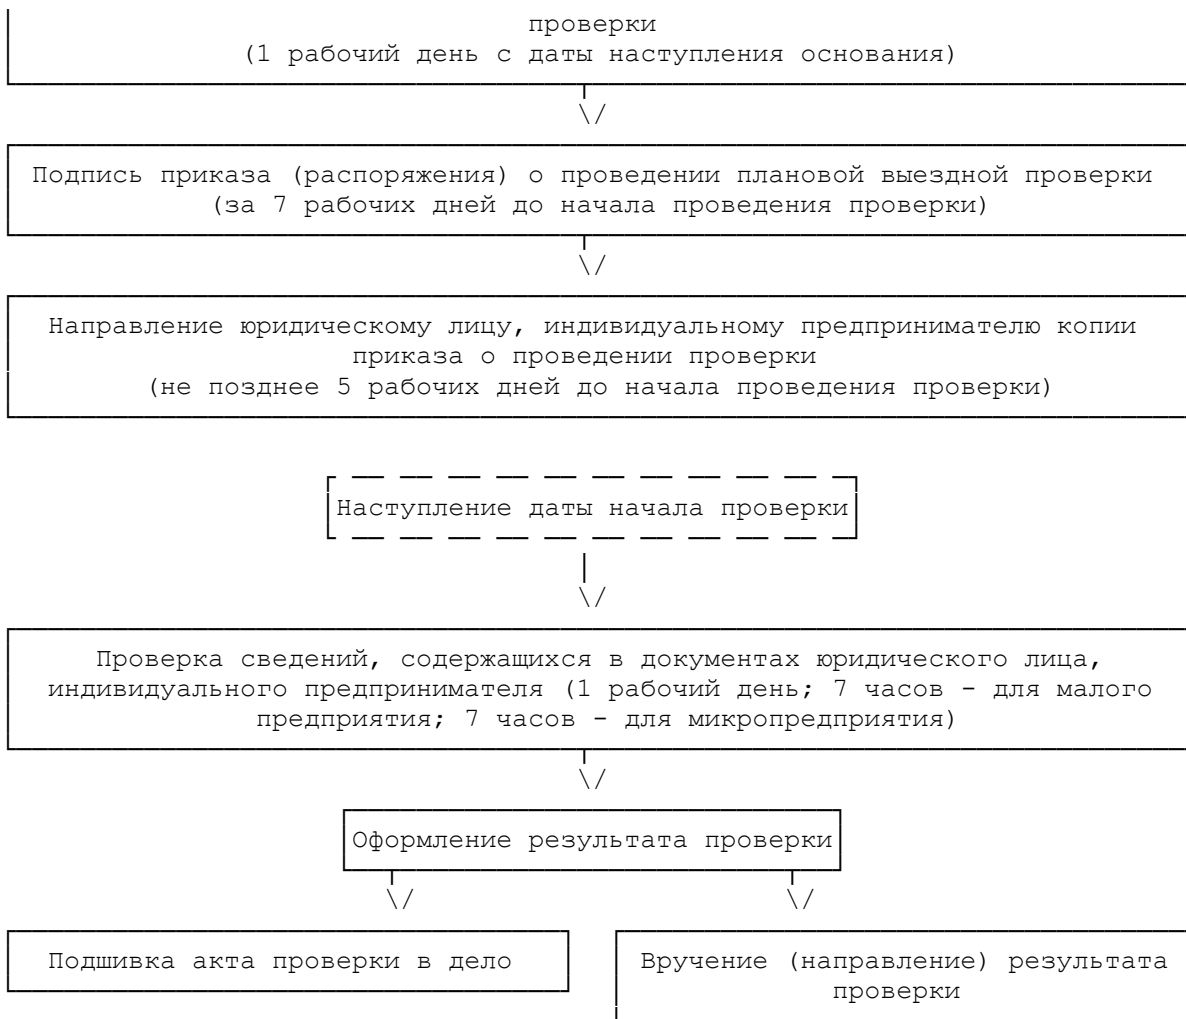 проверки
(1 рабочий день с даты наступления основания)
\/
Подпись приказа (распоряжения) о проведении плановой выездной проверки
(за 7 рабочих дней до начала проведения проверки)
\/
Направление юридическому лицу, индивидуальному предпринимателю копии
приказа о проведении проверки
(не позднее 5 рабочих дней до начала проведения проверки)
Наступление даты начала проверки
\/
Проверка сведений, содержащихся в документах юридического лица,
индивидуального предпринимателя (1 рабочий день; 7 часов - для малого
предприятия; 7 часов - для микропредприятия)
\/
Оформление результата проверки
\/ \/
Подшивка акта проверки в дело
Вручение (направление) результата
проверки